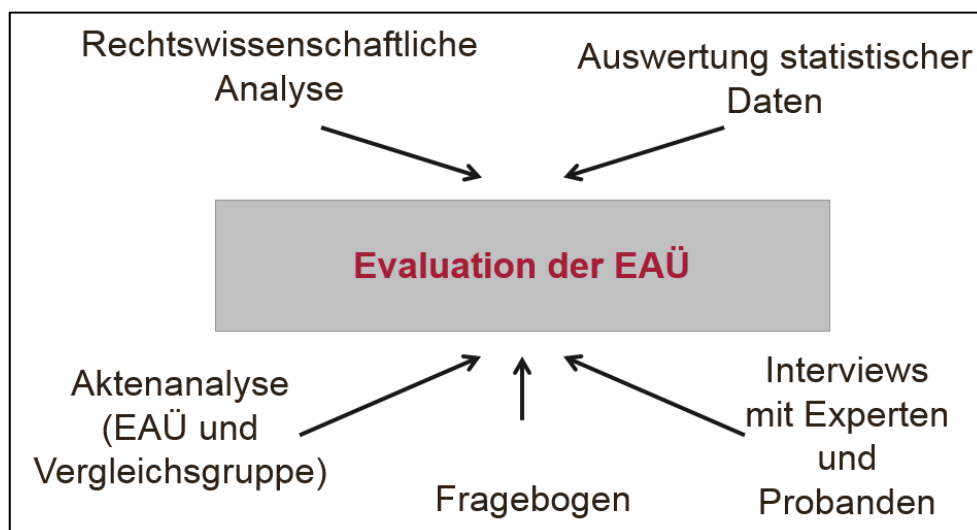 Rechtswissenschaftliche
Analyse
Auswertung statistischer
Daten
Evaluation der EAÜ
Aktenanalyse
(EAÜ und
Vergleichsgruppe)
Fragebogen
Interviews
mit Experten
und
Probanden